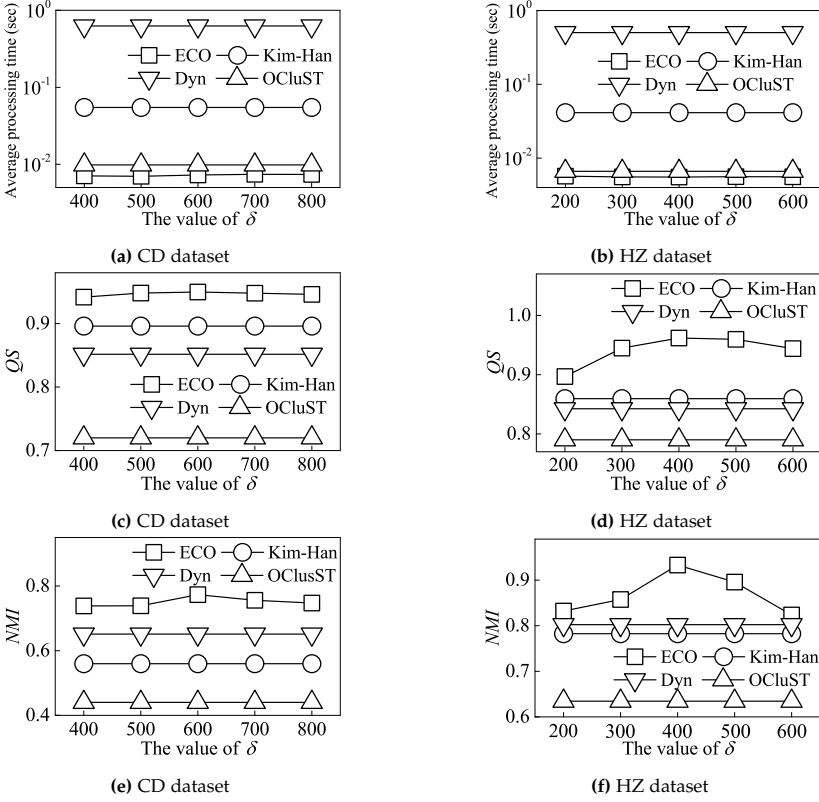 Average processing time (sec)
10⁰
10⁻¹
10⁻²
ECO Kim-Han
Dyn OCluST
400 500 600 700 800
The value of δ
(a) CD dataset
Average processing time (sec)
10⁰
10⁻¹
10⁻²
ECO Kim-Han
Dyn OCluST
200 300 400 500 600
The value of δ
(b) HZ dataset
QS
0.9
0.8
0.7
ECO Kim-Han
Dyn OCluST
400 500 600 700 800
The value of δ
(c) CD dataset
QS
1.0
0.9
0.8
ECO Kim-Han
Dyn OCluST
200 300 400 500 600
The value of δ
(d) HZ dataset
NMI
0.8
0.6
0.4
ECO Kim-Han
Dyn OClusST
400 500 600 700 800
The value of δ
(e) CD dataset
NMI
0.9
0.8
0.7
0.6
ECO Kim-Han
Dyn OCluST
200 300 400 500 600
The value of δ
(f) HZ dataset